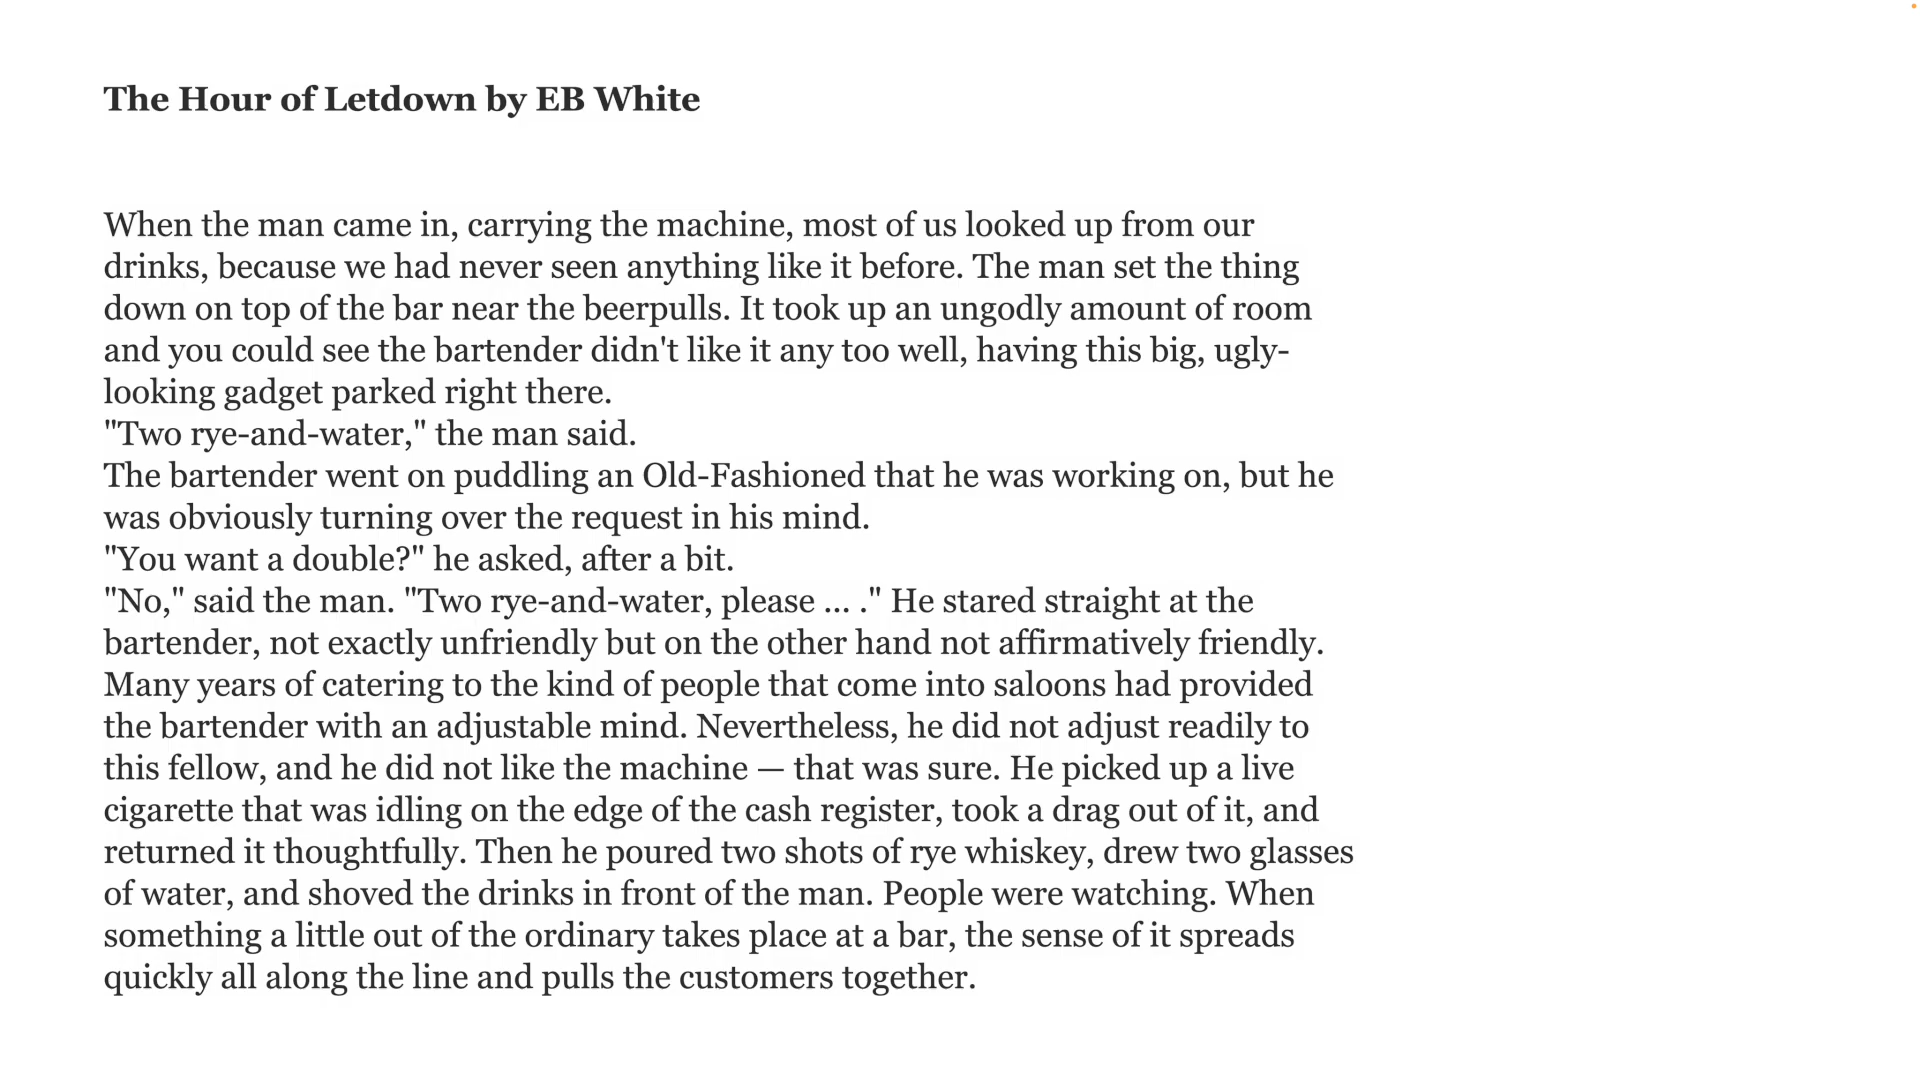 The Hour of Letdown by EB White
When the man came in, carrying the machine, most of us looked up from our
drinks, because we had never seen anything like it before. The man set the thing
down on top of the bar near the beerpulls. It took up an ungodly amount of room
and you could see the bartender didn't like it any too well, having this big, ugly-
looking gadget parked right there.
"Two rye-and-water," the man said.
The bartender went on puddling an Old-Fashioned that he was working on, but he
was obviously turning over the request in his mind.
"You want a double?" he asked, after a bit.
"No," said the man. "Two rye-and-water, please ... ." He stared straight at the
bartender, not exactly unfriendly but on the other hand not affirmatively friendly.
Many years of catering to the kind of people that come into saloons had provided
the bartender with an adjustable mind. Nevertheless, he did not adjust readily to
this fellow, and he did not like the machine — that was sure. He picked up a live
cigarette that was idling on the edge of the cash register, took a drag out of it, and
returned it thoughtfully. Then he poured two shots of rye whiskey, drew two glasses
of water, and shoved the drinks in front of the man. People were watching. When
something a little out of the ordinary takes place at a bar, the sense of it spreads
quickly all along the line and pulls the customers together.